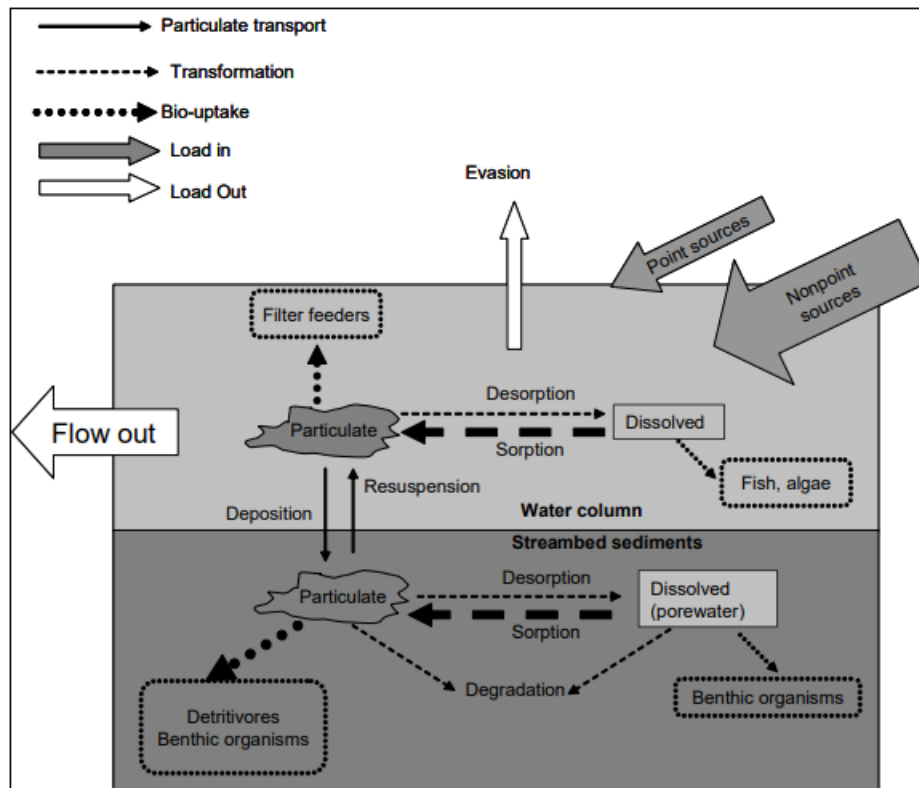 Particulate transport
Transformation
Bio-uptake
Load in
Load Out
Evasion
Point sources
Nonpoint
sources
Filter feeders
Flow out
Particulate
Desorption
Sorption
Dissolved
Fish, algae
Deposition
Resuspension
Water column
Streambed sediments
Particulate
Desorption
Sorption
Dissolved
(porewater)
Degradation
Detritivores
Benthic organisms
Benthic organisms